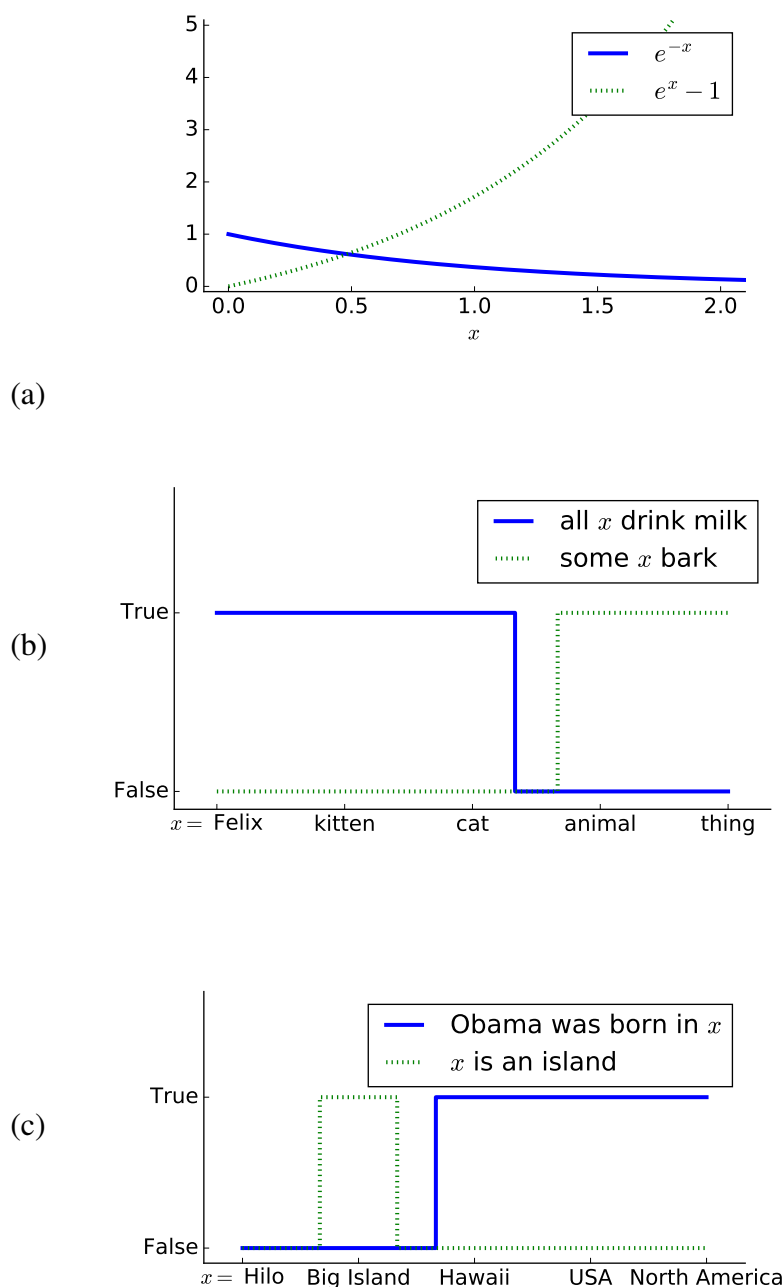 5
4
3
2
1
0
e^{-x}
e^x − 1
0.0 0.5 1.0 1.5 2.0
x
(a)
all x drink milk
some x bark
True
(b)
False
x = Felix kitten cat animal thing
Obama was born in x
x is an island
True
(c)
False
x = Hilo Big Island Hawaii USA North America